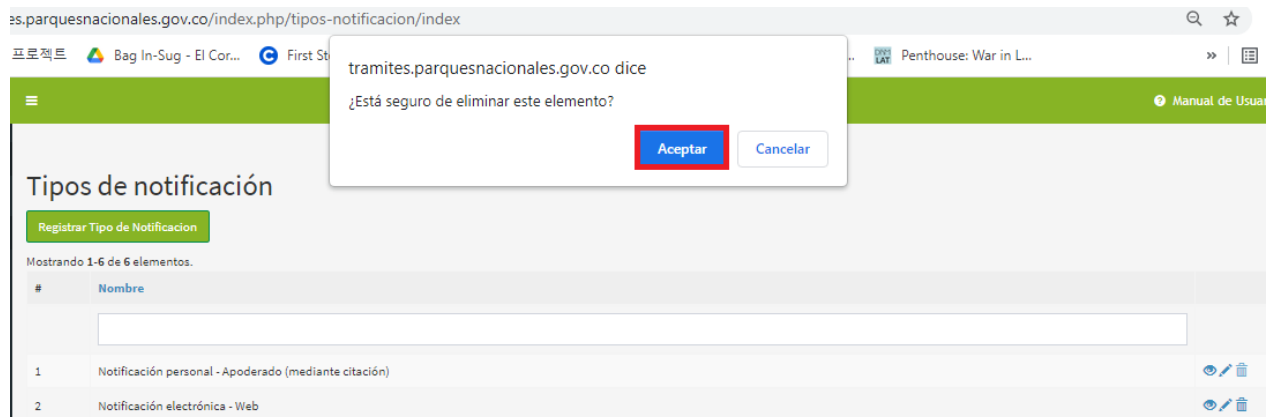 es.parquesnacionales.gov.co/index.php/tipos-notificacion/index
프로젝트 Bag In-Sug - El Cor... First St .. Penthouse: War in L... »
tramites.parquesnacionales.gov.co dice
¿Está seguro de eliminar este elemento?
Aceptar Cancelar
Manual de Usuar
Tipos de notificación
Registrar Tipo de Notificacion
Mostrando 1-6 de 6 elementos.
# Nombre
1 Notificación personal - Apoderado (mediante citación)
2 Notificación electrónica - Web